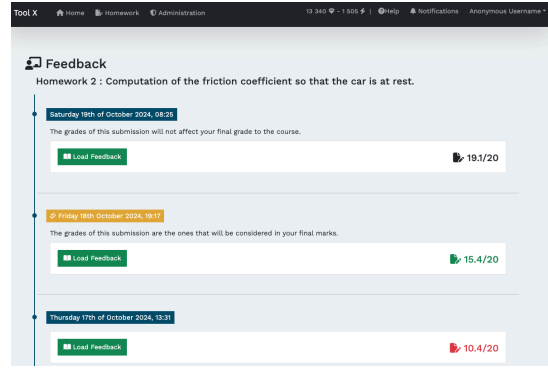 Tool X Home Homework Administration 13 340 – 1 505 | Help Notifications Anonymous Username
Feedback
Homework 2 : Computation of the friction coefficient so that the car is at rest.
Saturday 19th of October 2024, 08:25
The grades of this submission will not affect your final grade to the course.
Load Feedback 19.1/20
Friday 18th October 2024, 19:17
The grades of this submission are the ones that will be considered in your final marks.
Load Feedback 15.4/20
Thursday 17th of October 2024, 13:31
Load Feedback 10.4/20